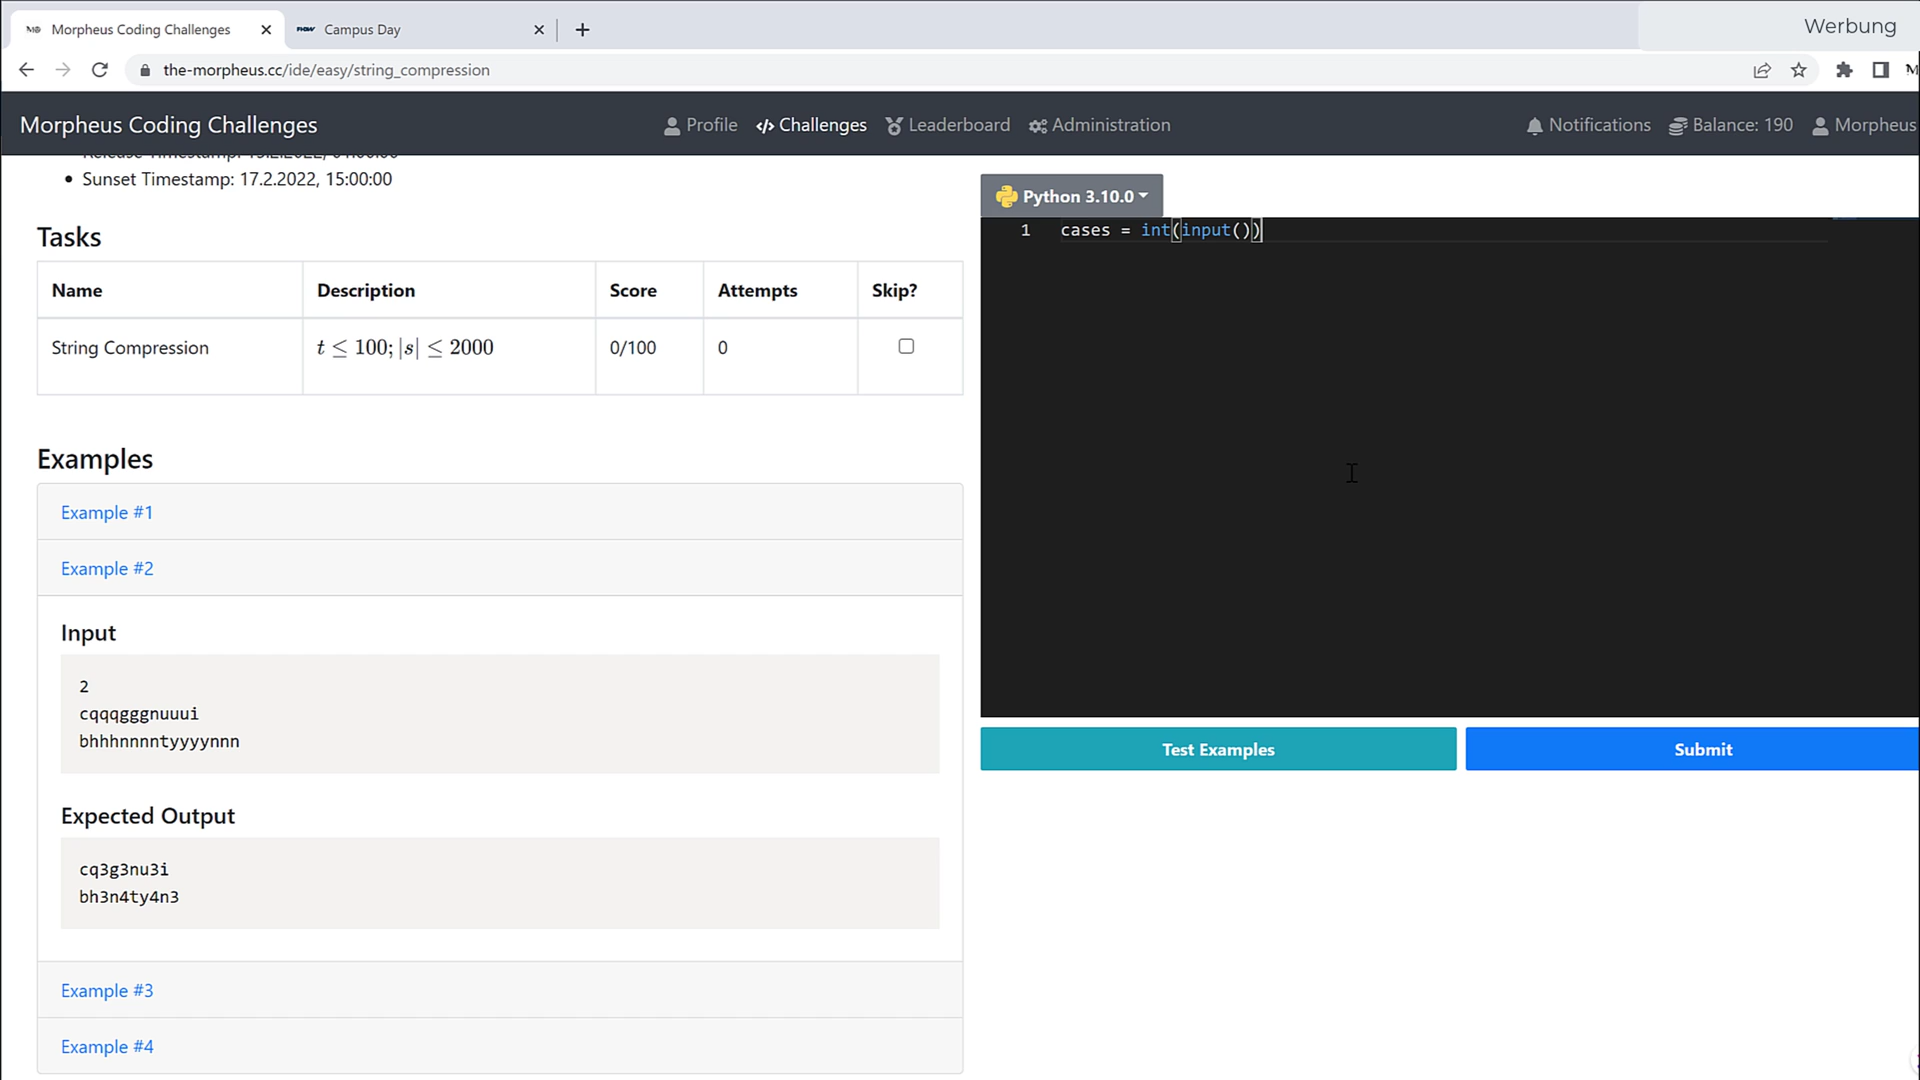 Morpheus Coding Challenges
Campus Day
Werbung
the-morpheus.cc/ide/easy/string_compression
Morpheus Coding Challenges
Profile
Challenges
Leaderboard
Administration
Notifications
Balance: 190
Morpheus
Sunset Timestamp: 17.2.2022, 15:00:00
Tasks
Name Description Score Attempts Skip?
String Compression t ≤ 100; |s| ≤ 2000 0/100 0
Examples
Example #1
Example #2
Input
2
cqqqgggnuuui
bhhhnnnntyyyynnn
Expected Output
cq3g3nu3i
bh3n4ty4n3
Example #3
Example #4
Python 3.10.0
1 cases = int(input())
Test Examples
Submit